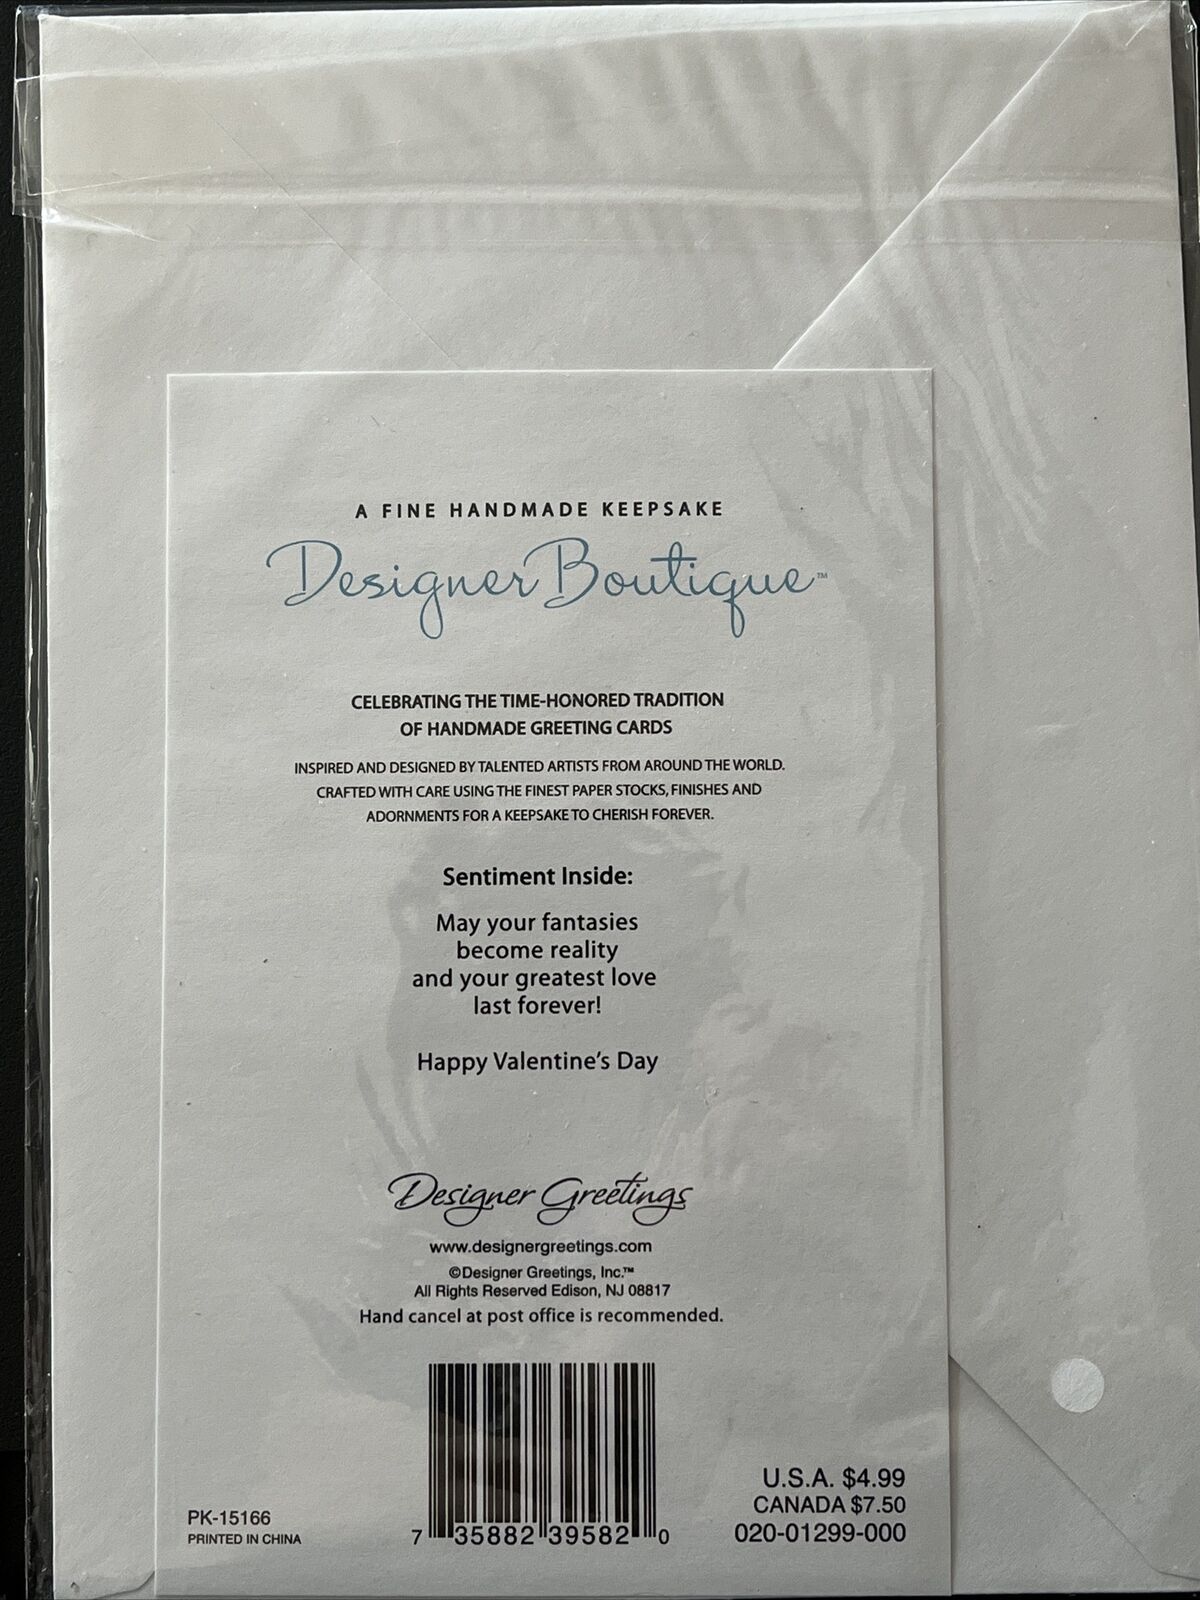 A FINE HANDMADE KEEPSAKE
Designer Boutique™
CELEBRATING THE TIME-HONORED TRADITION
OF HANDMADE GREETING CARDS
INSPIRED AND DESIGNED BY TALENTED ARTISTS FROM AROUND THE WORLD.
CRAFTED WITH CARE USING THE FINEST PAPER STOCKS, FINISHES AND
ADORNMENTS FOR A KEEPSAKE TO CHERISH FOREVER.
Sentiment Inside:
May your fantasies
become reality
and your greatest love
last forever!
Happy Valentine's Day
Designer Greetings
www.designergreetings.com
©Designer Greetings, Inc.™
All Rights Reserved Edison, NJ 08817
Hand cancel at post office is recommended.
PK-15166
PRINTED IN CHINA
7 35882 39582 0
U.S.A. $4.99
CANADA $7.50
020-01299-000